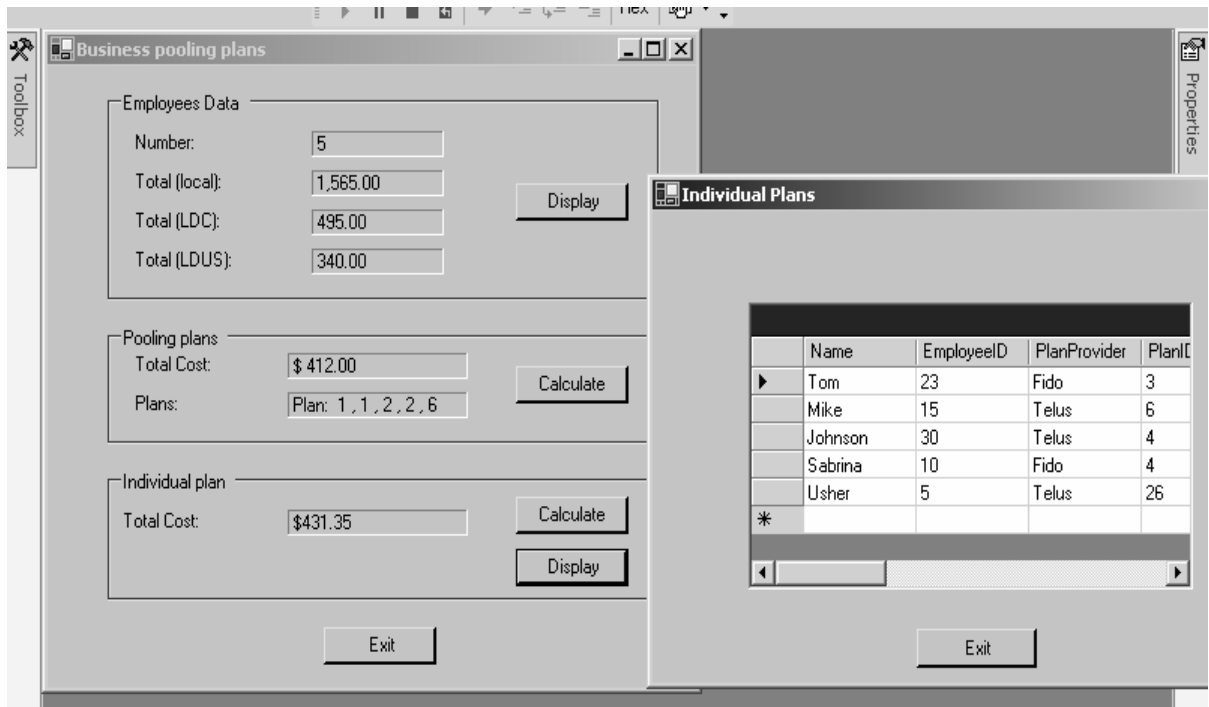 Hex
Toolbox
Properties
Business pooling plans
Employees Data
Number: 5
Total (local): 1,565.00
Total (LDC): 495.00
Total (LDUS): 340.00
Display
Pooling plans
Total Cost: $ 412.00
Plans: Plan: 1 , 1 , 2 , 2 , 6
Calculate
Individual plan
Total Cost: $431.35
Calculate
Display
Exit
Individual Plans
Name EmployeeID PlanProvider PlanID
Tom 23 Fido 3
Mike 15 Telus 6
Johnson 30 Telus 4
Sabrina 10 Fido 4
Usher 5 Telus 26
Exit